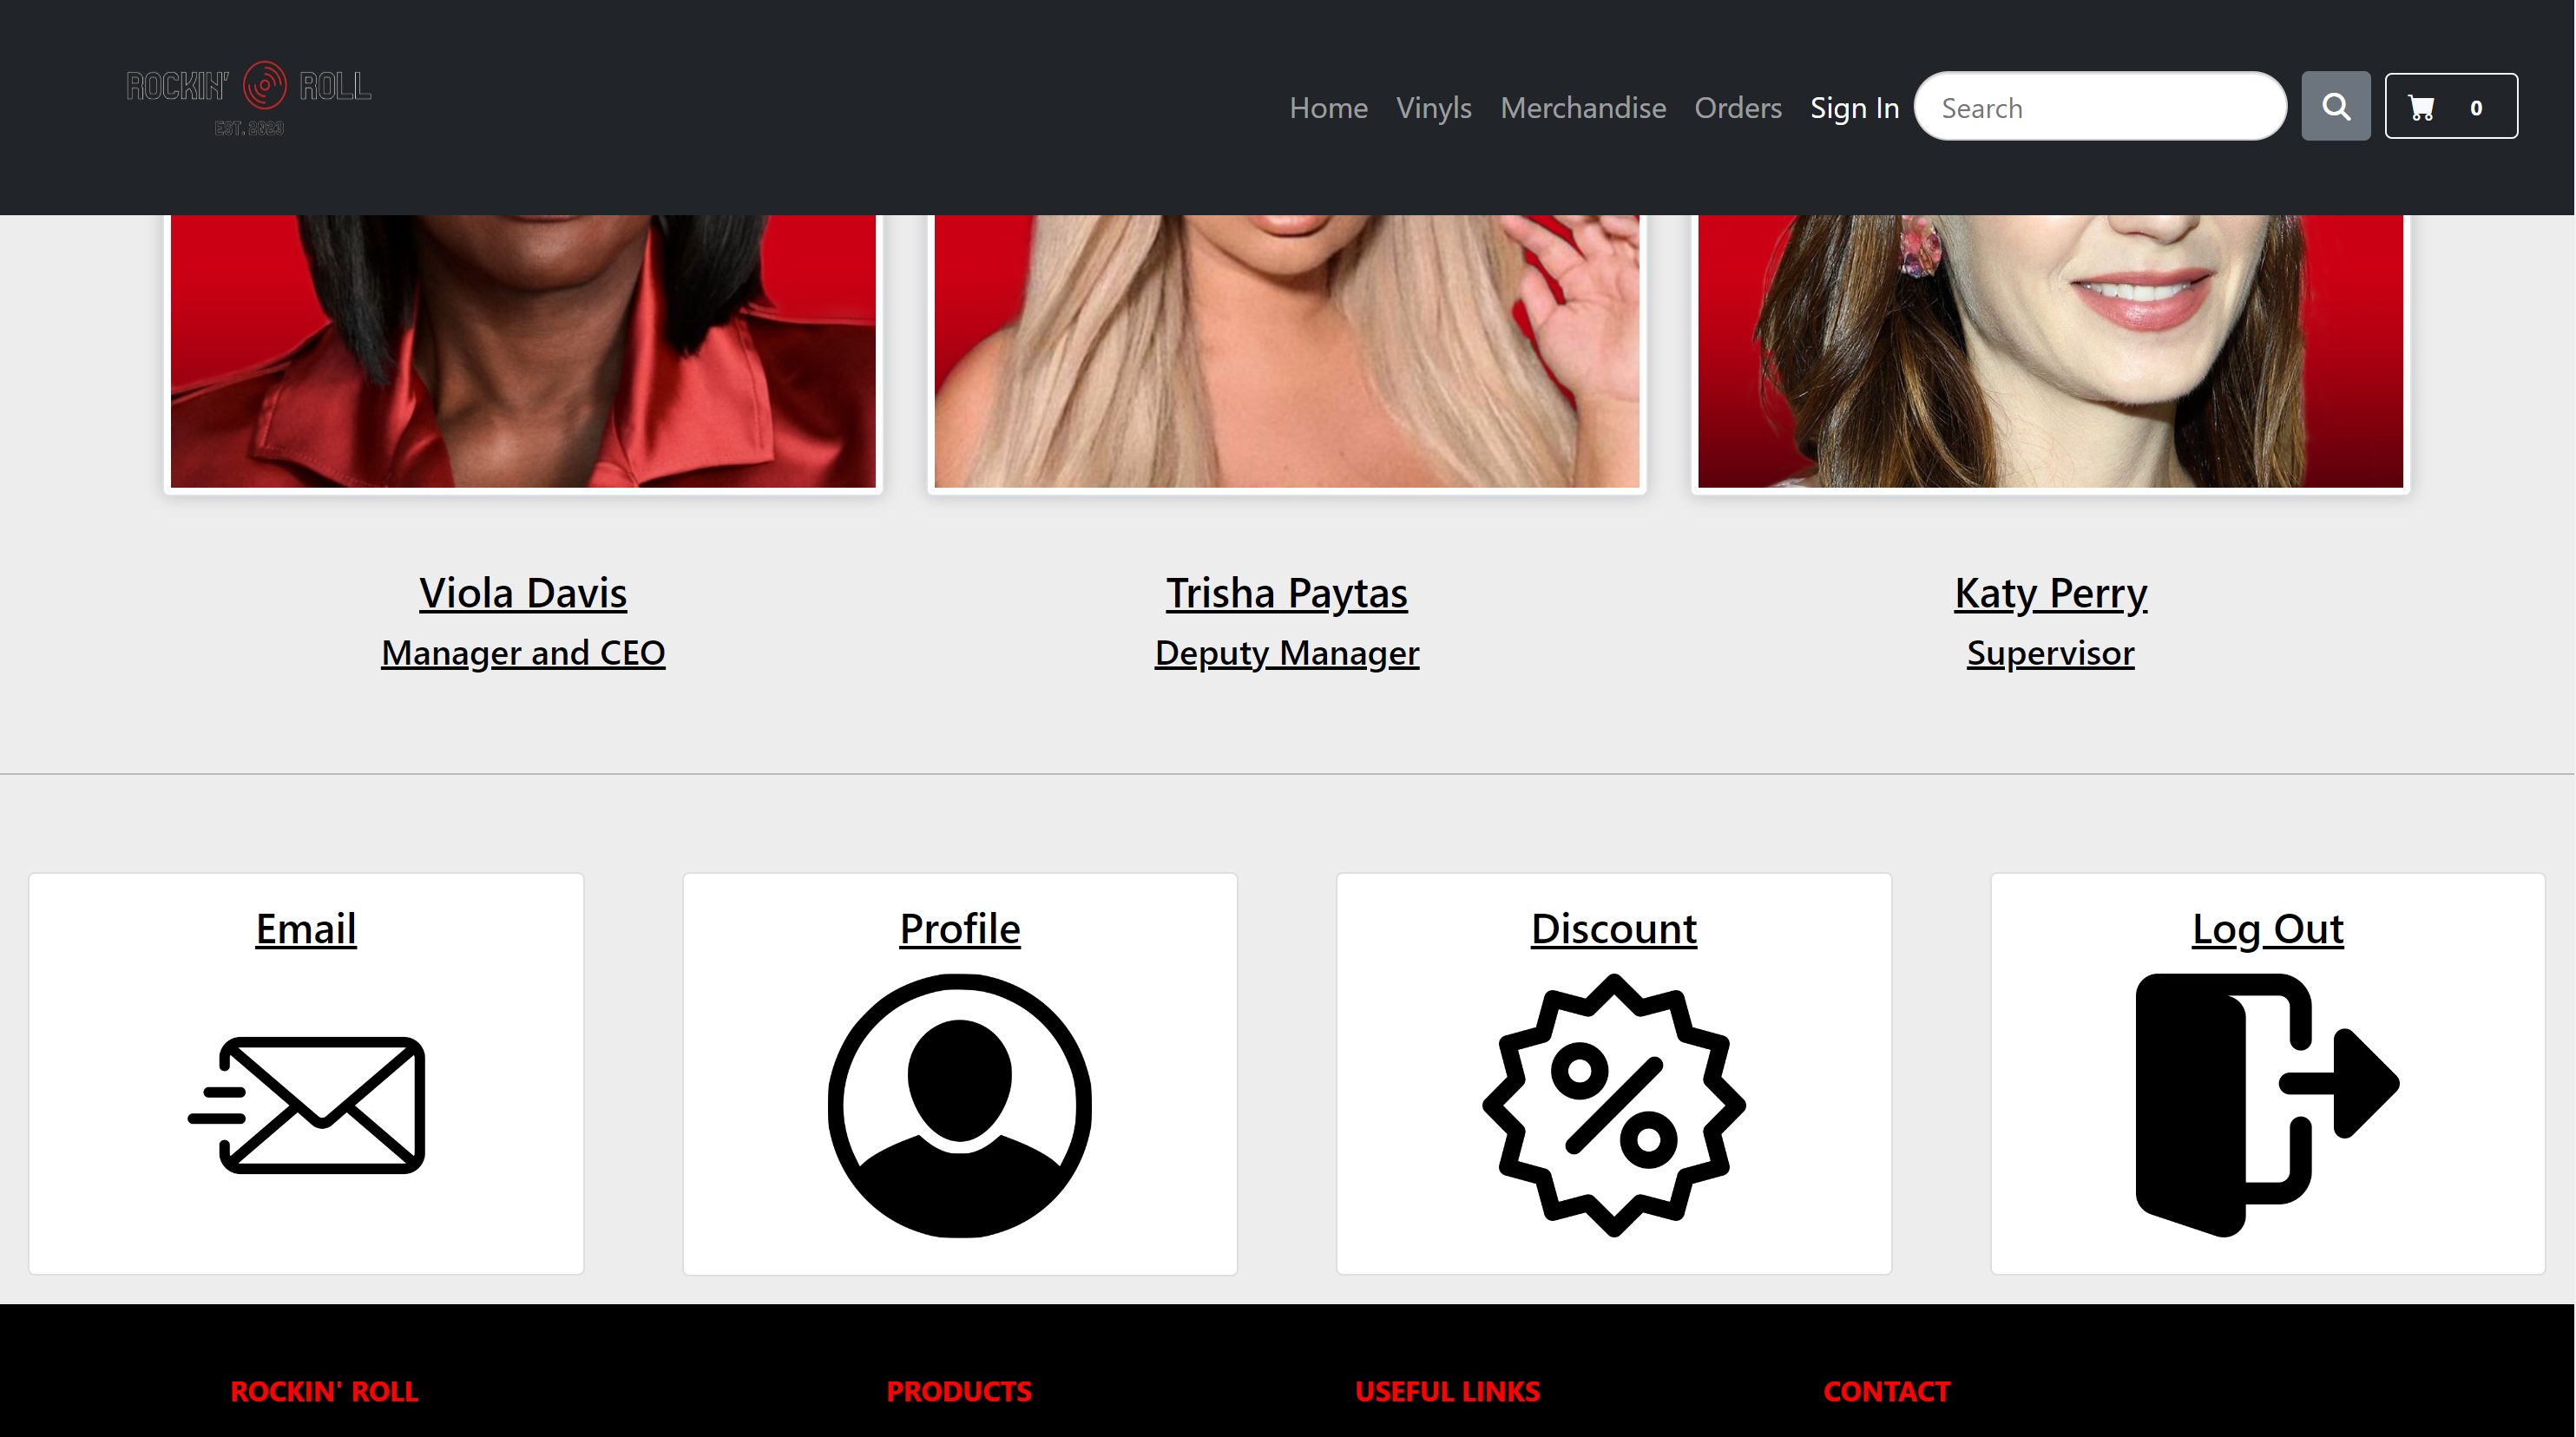 ROCKIN' ROLL
EST. 2023
Home Vinyls Merchandise Orders Sign In Search 0
Viola Davis Trisha Paytas Katy Perry
Manager and CEO Deputy Manager Supervisor
Email Profile Discount Log Out
ROCKIN' ROLL PRODUCTS USEFUL LINKS CONTACT